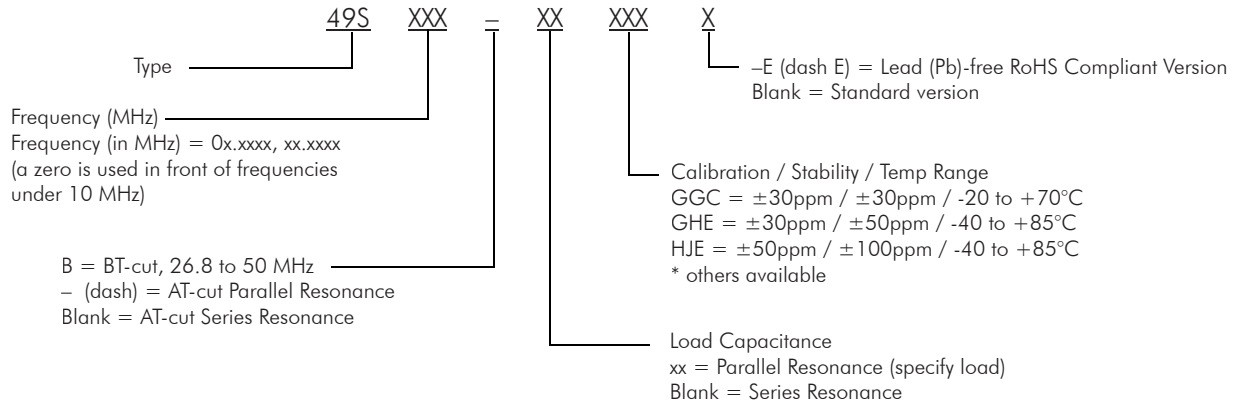 49S XXX – XX XXX X
Type
–E (dash E) = Lead (Pb)-free RoHS Compliant Version
Blank = Standard version
Frequency (MHz)
Frequency (in MHz) = 0x.xxxx, xx.xxxx
(a zero is used in front of frequencies
under 10 MHz)
Calibration / Stability / Temp Range
GGC = ±30ppm / ±30ppm / -20 to +70°C
GHE = ±30ppm / ±50ppm / -40 to +85°C
HJE = ±50ppm / ±100ppm / -40 to +85°C
* others available
B = BT-cut, 26.8 to 50 MHz
– (dash) = AT-cut Parallel Resonance
Blank = AT-cut Series Resonance
Load Capacitance
xx = Parallel Resonance (specify load)
Blank = Series Resonance